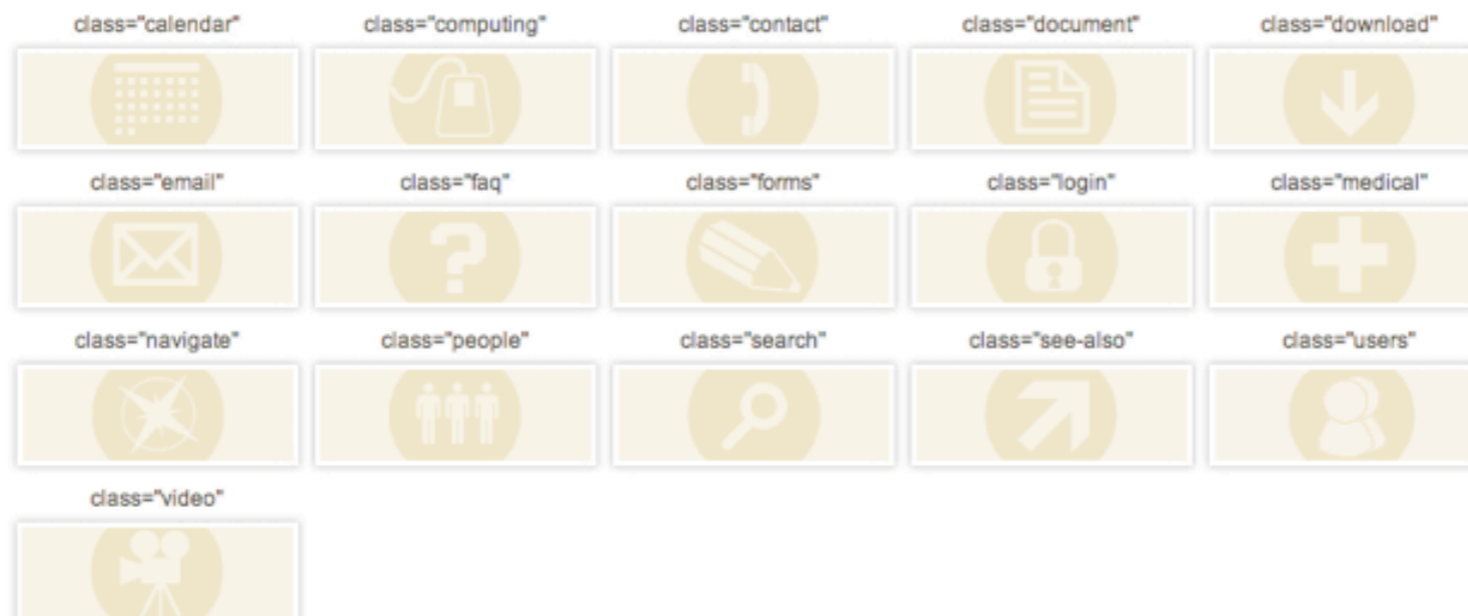 class="calendar" class="computing" class="contact" class="document" class="download"
class="email" class="faq" class="forms" class="login" class="medical"
class="navigate" class="people" class="search" class="see-also" class="users"
class="video"